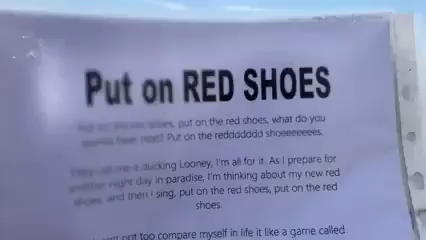 Put on RED SHOES
put on the red shoes, what do you
Put on the reddddddd shoeeeeeees.
ducking Looney, I'm all for it. As I prepare for
night day in paradise, I'm thinking about my new red
and then I sing, put on the red shoes, put on the red
shoes.
not too compare myself in life it like a game called